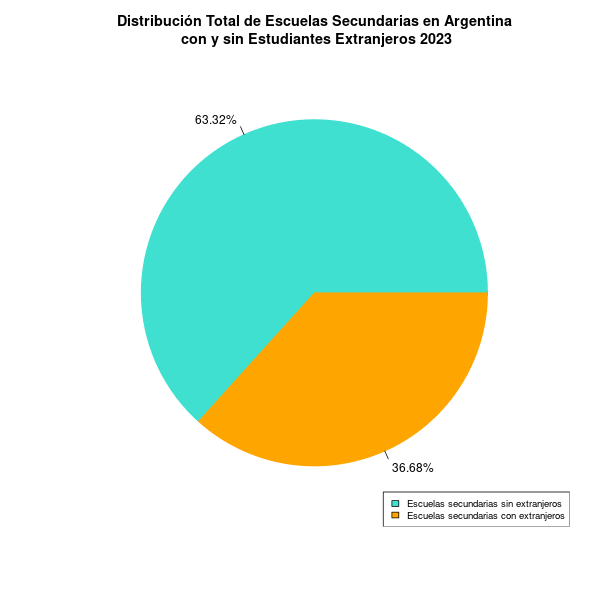 Distribución Total de Escuelas Secundarias en Argentina
con y sin Estudiantes Extranjeros 2023
63.32%
36.68%
Escuelas secundarias sin extranjeros
Escuelas secundarias con extranjeros